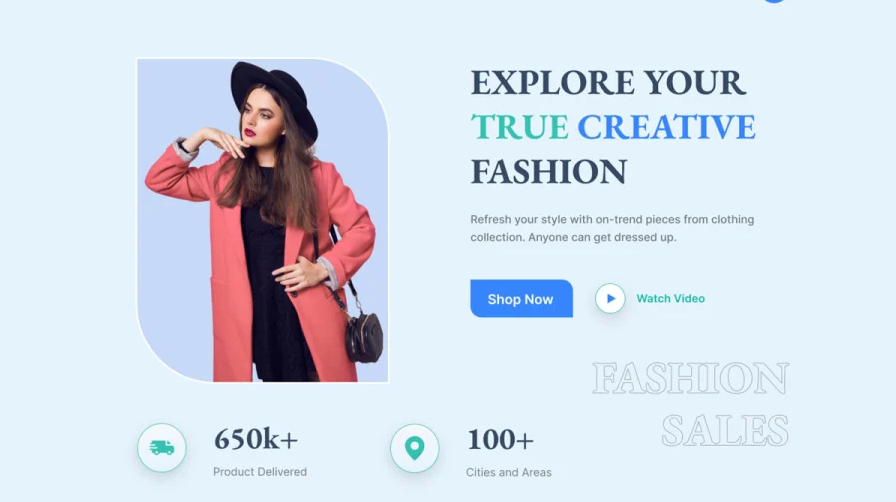 EXPLORE YOUR
TRUE CREATIVE
FASHION
Refresh your style with on-trend pieces from clothing
collection. Anyone can get dressed up.
Shop Now
Watch Video
FASHION
SALES
650k+
Product Delivered
100+
Cities and Areas